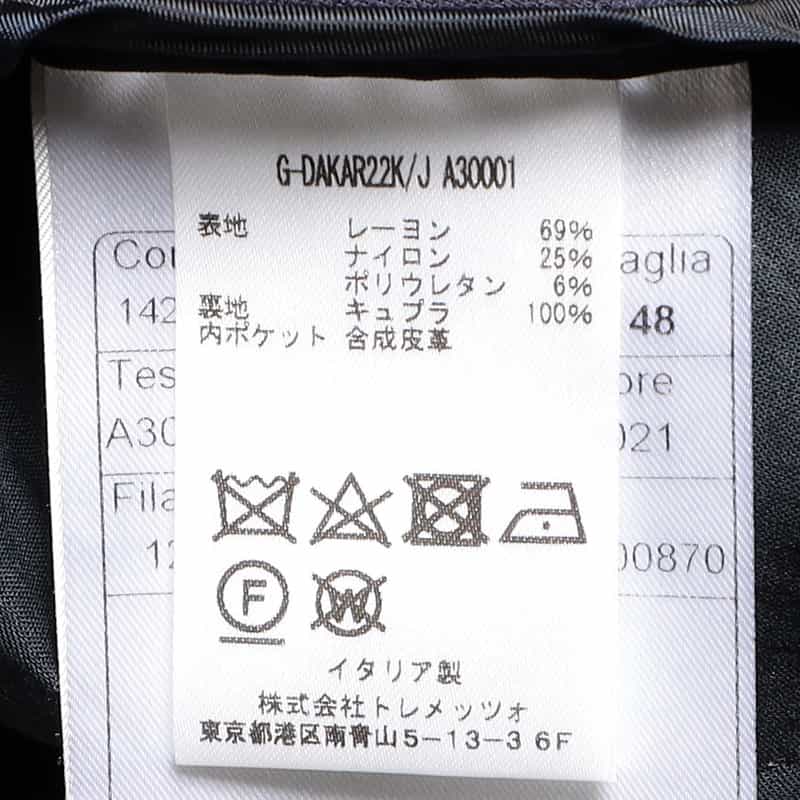 G-DAKAR22K/J A30001
表地 レーヨン 69%
ナイロン 25%
ポリウレタン 6%
裏地 キュプラ 100%
内ポケット 合成皮革
F
W
イタリア製
株式会社トレメッツォ
東京都港区南青山5-13-3 6F
Co
aglia
142
48
Tes
ore
A30
021
Fila
12
00870